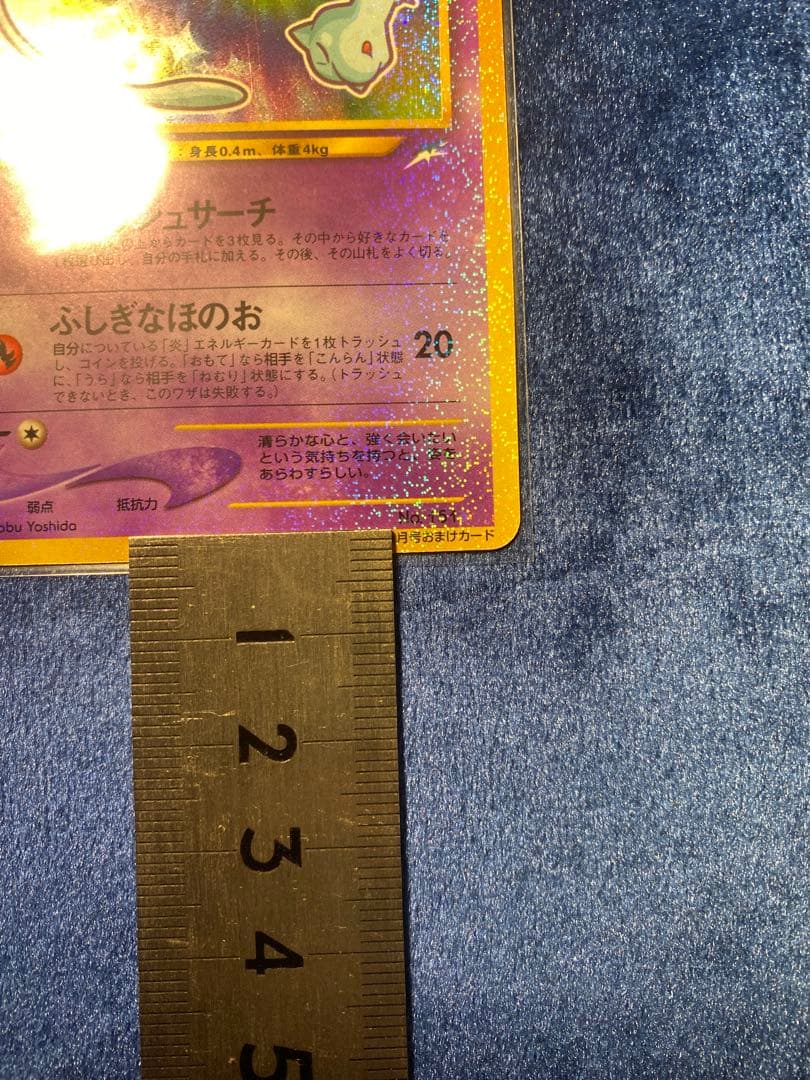 ：身長0.4m、体重4kg
ュサーチ
の上からカードを3枚見る。その中から好きなカードを
1枚選び出し、自分の手札に加える。その後、その山札をよく切る。
ふしぎなほのお
20
自分についている「炎」エネルギーカードを1枚トラッシュ
し、コインを投げる。「おもて」なら相手を「こんらん」状態
に、「うら」なら相手を「ねむり」状態にする。（トラッシュ
できないとき、このワザは失敗する。）
清らかな心と、強く会いたい
という気持ちを持つと、姿を
あらわすらしい。
弱点
抵抗力
obu Yoshida
No. 151
月号おまけカード
1
2
3
4
5